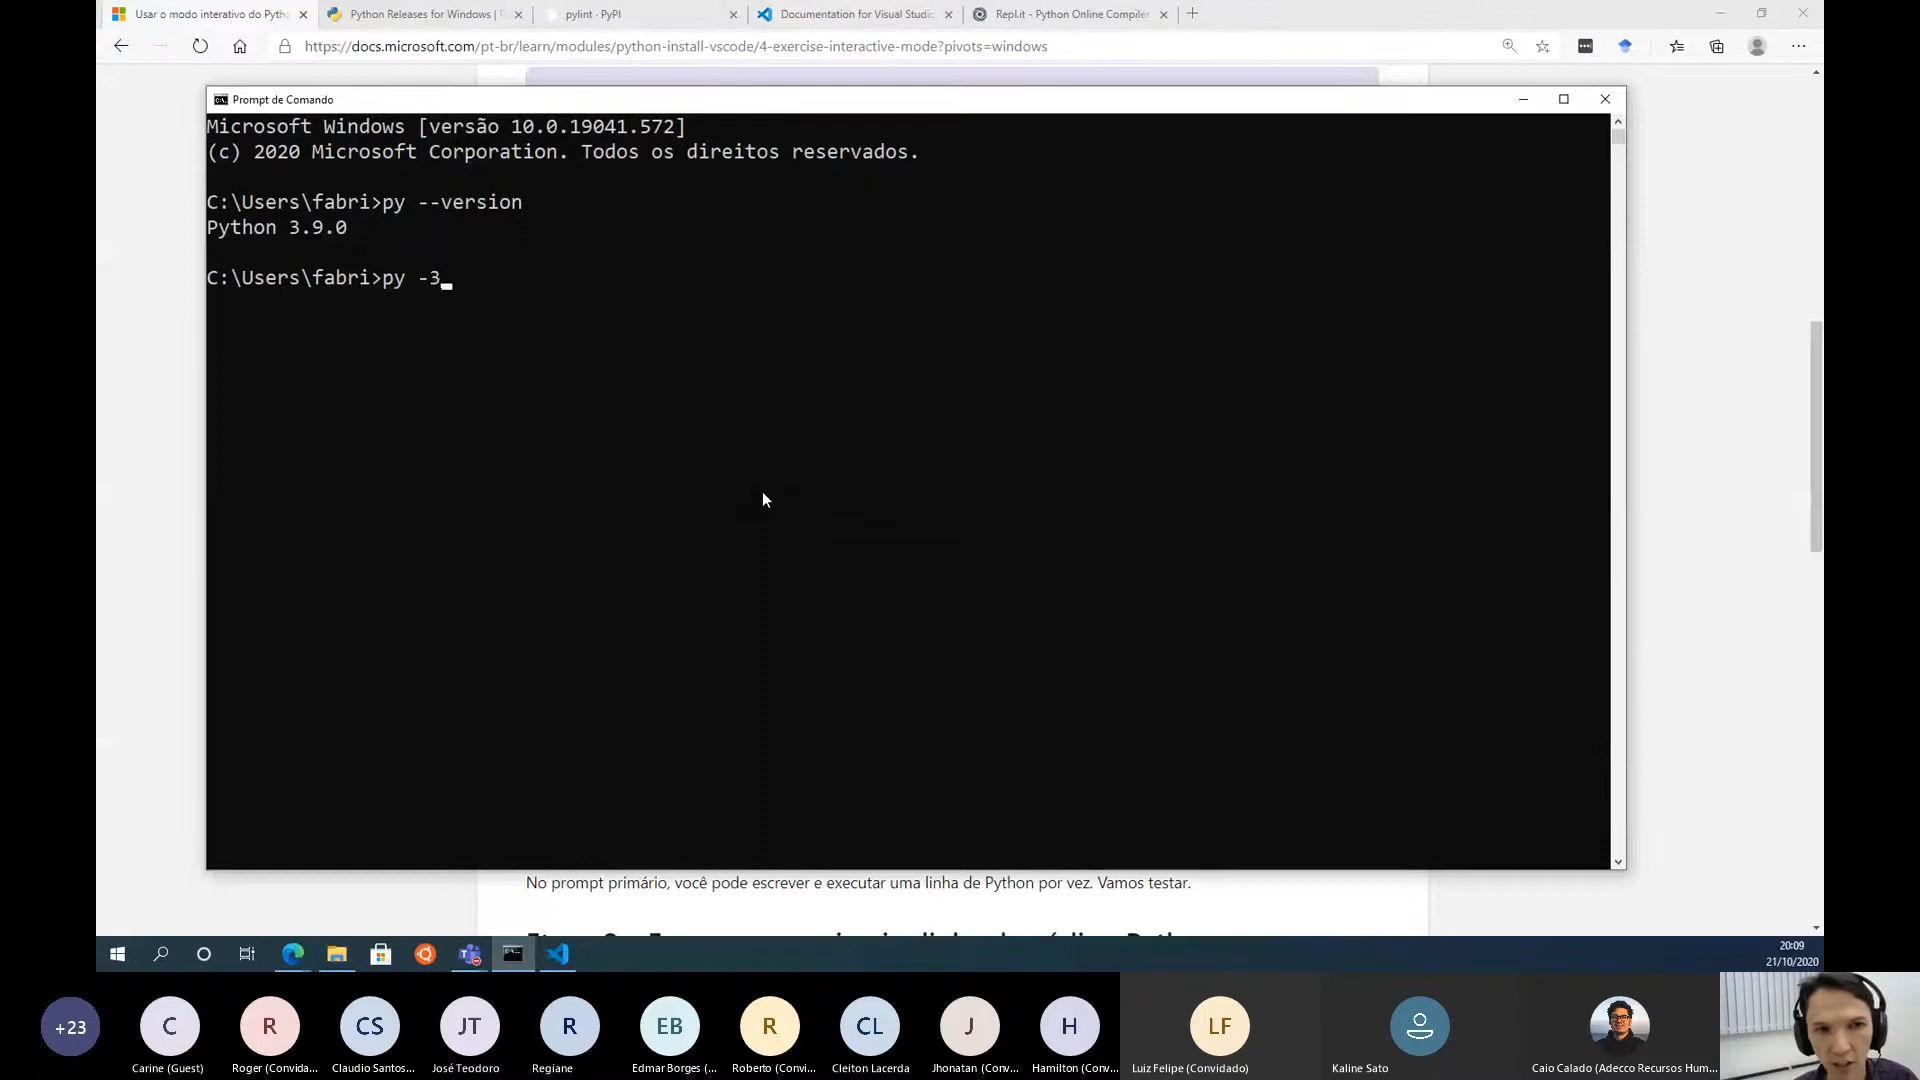 Usar o modo interativo do Pytho
Python Releases for Windows |
pylint · PyPI
Documentation for Visual Studio
Repl.it - Python Online Compiler
https://docs.microsoft.com/pt-br/learn/modules/python-install-vscode/4-exercise-interactive-mode?pivots=windows
Prompt de Comando
Microsoft Windows [versão 10.0.19041.572]
(c) 2020 Microsoft Corporation. Todos os direitos reservados.
C:\Users\fabri>py --version
Python 3.9.0
C:\Users\fabri>py -3
No prompt primário, você pode escrever e executar uma linha de Python por vez. Vamos testar.
20:09
21/10/2020
+23
C
R
CS
JT
R
EB
R
CL
J
H
LF
Carine (Guest)
Roger (Convida...
Claudio Santos...
José Teodoro
Regiane
Edmar Borges (...
Roberto (Convi...
Cleiton Lacerda
Jhonatan (Conv...
Hamilton (Conv...
Luiz Felipe (Convidado)
Kaline Sato
Caio Calado (Adecco Recursos Hum...